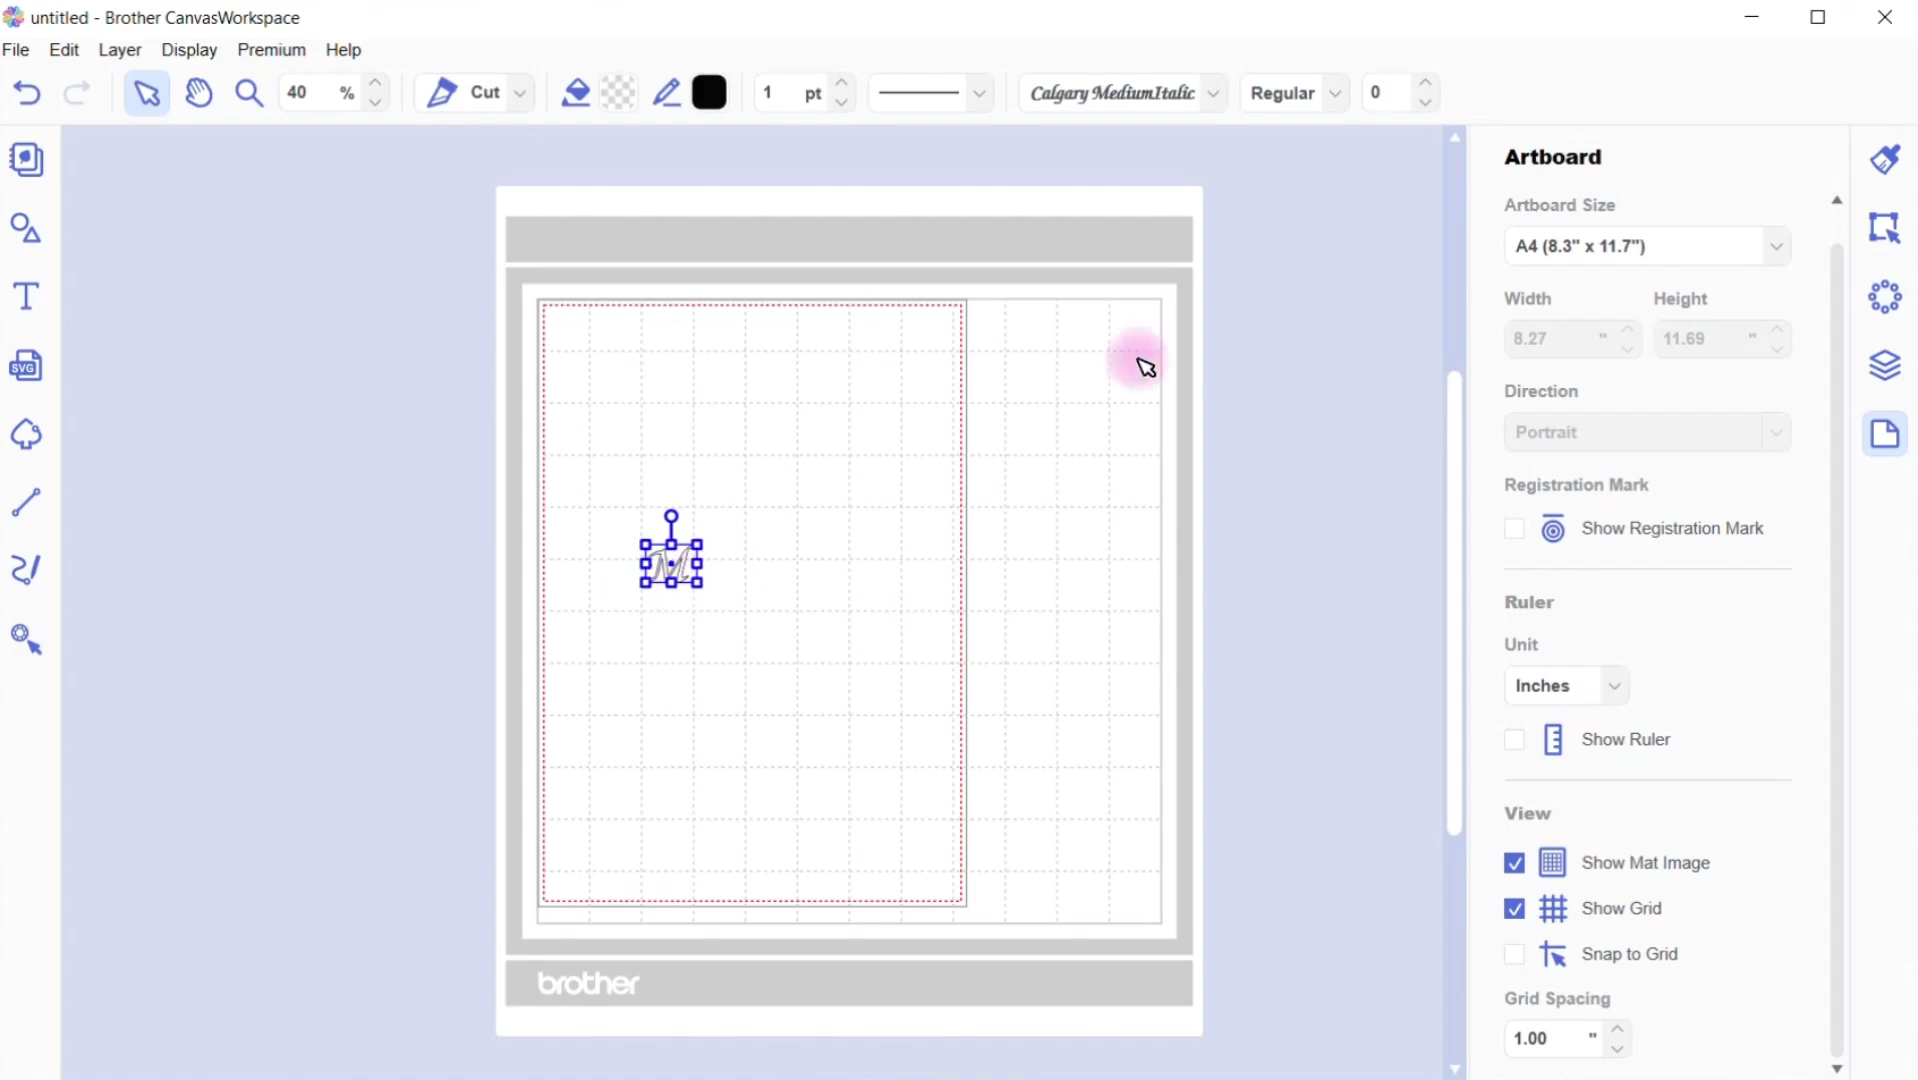 untitled - Brother CanvasWorkspace
File Edit Layer Display Premium Help
40 % Cut 1 pt Calgary MediumItalic Regular 0
Artboard
Artboard Size
A4 (8.3" x 11.7")
Width Height
8.27 " 11.69 "
Direction
Portrait
Registration Mark
Show Registration Mark
Ruler
Unit
Inches
Show Ruler
View
Show Mat Image
Show Grid
Snap to Grid
Grid Spacing
1.00 "
T
SVG
M
brother